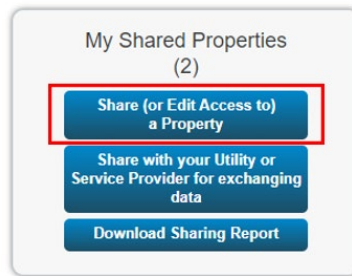 My Shared Properties
(2)
Share (or Edit Access to)
a Property
Share with your Utility or
Service Provider for exchanging
data
Download Sharing Report